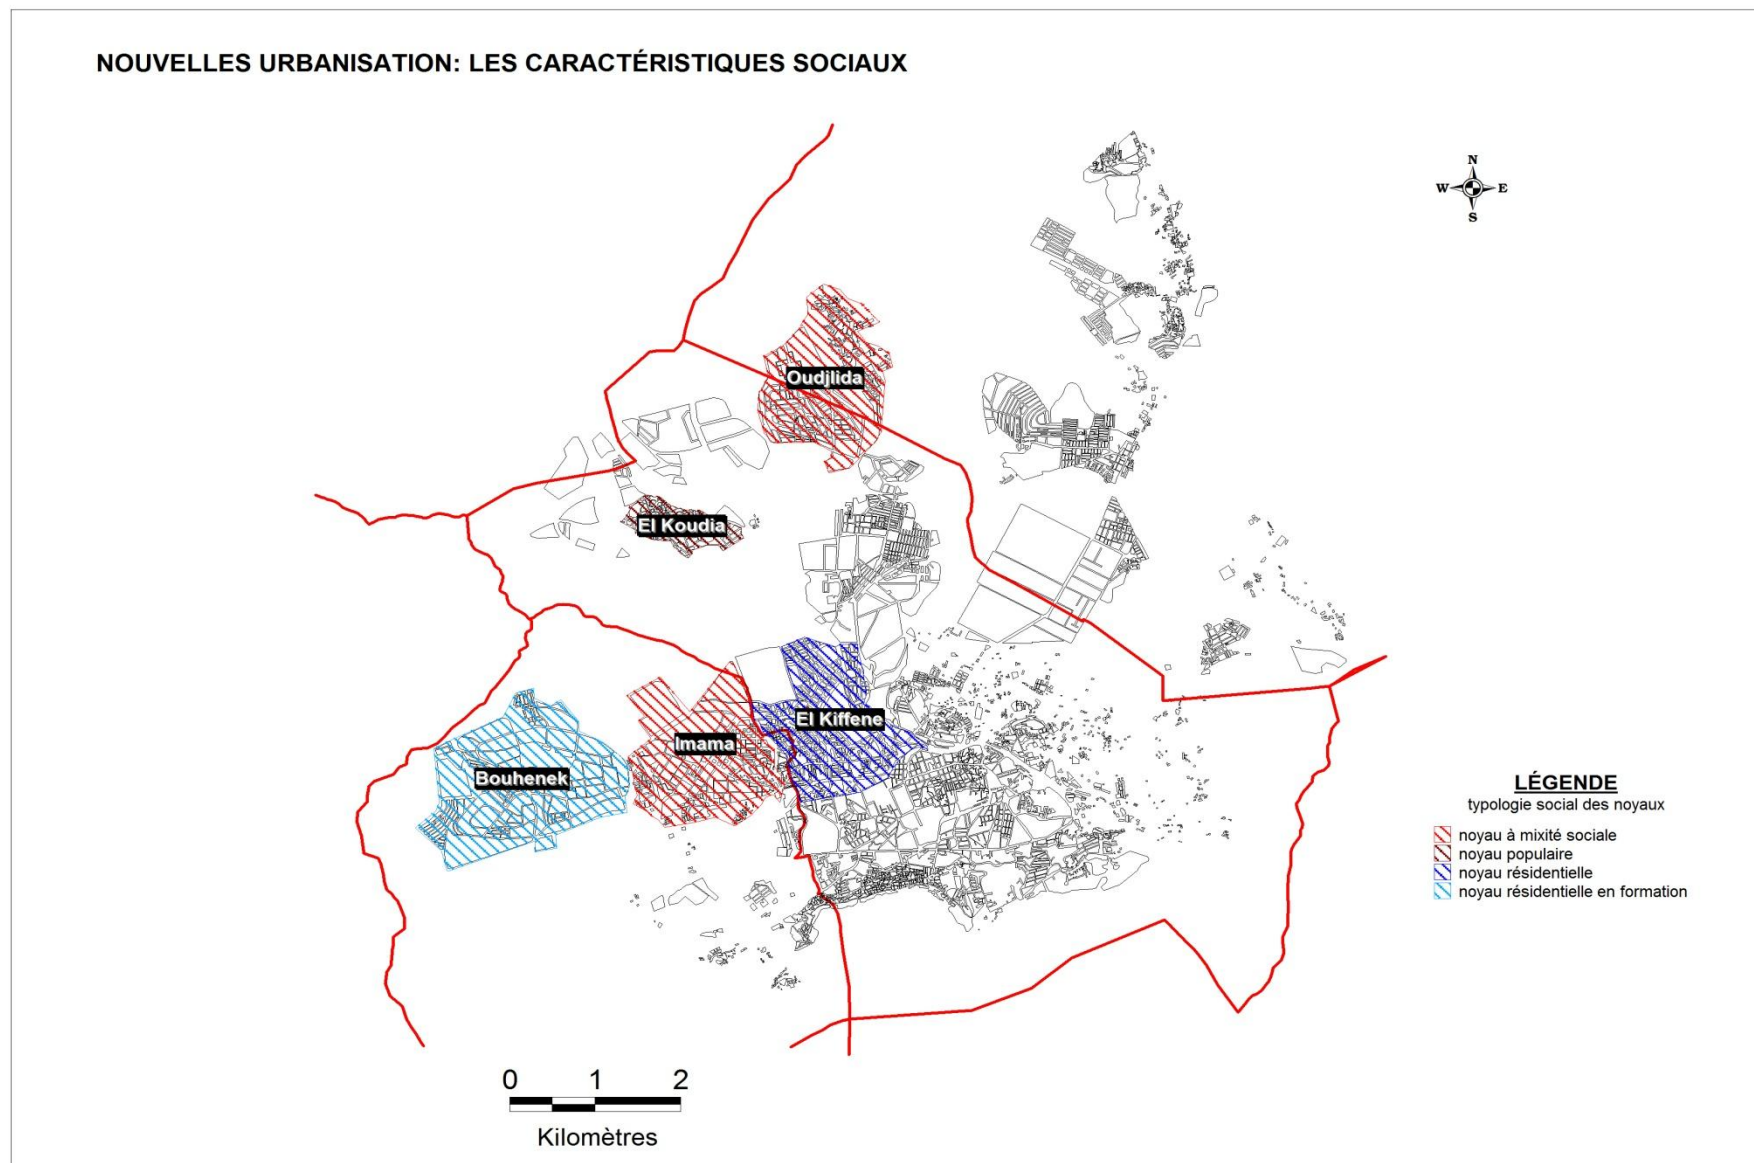 NOUVELLES URBANISATION: LES CARACTÉRISTIQUES SOCIAUX
N
W E
S
Oudjlida
El Koudia
El Kiffene
Imama
Bouhenek
LÉGENDE
typologie social des noyaux
noyau à mixité sociale
noyau populaire
noyau résidentielle
noyau résidentielle en formation
0 1 2
Kilomètres